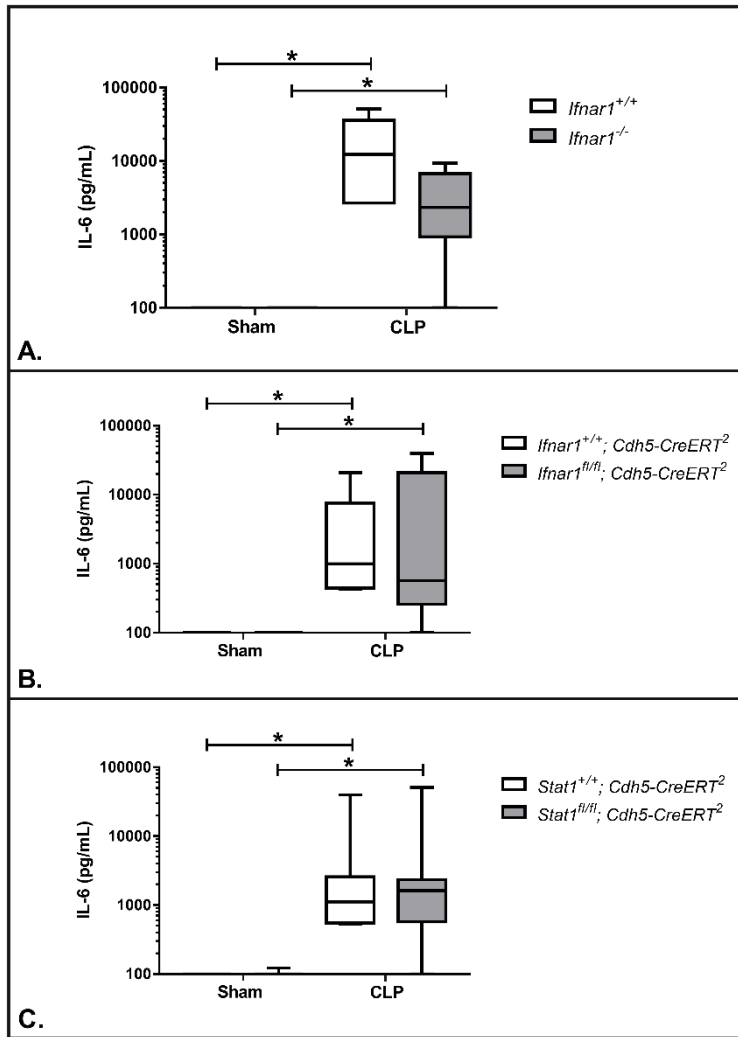 *
*
100000
10000
1000
100
IL-6 (pg/mL)
Sham CLP
Ifnar1+/+
Ifnar1-/-
A.
*
*
100000
10000
1000
100
IL-6 (pg/mL)
Sham CLP
Ifnar1+/+; Cdh5-CreERT2
Ifnar1fl/fl; Cdh5-CreERT2
B.
*
*
100000
10000
1000
100
IL-6 (pg/mL)
Sham CLP
Stat1+/+; Cdh5-CreERT2
Stat1fl/fl; Cdh5-CreERT2
C.